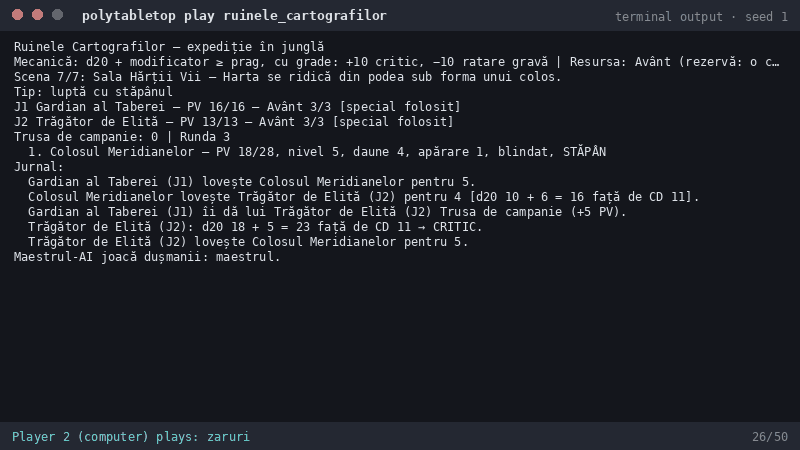 polytabletop play ruinele_cartografilor
terminal output · seed 1
Ruinele Cartografilor — expediție în junglă
Mecanică: d20 + modificator ≥ prag, cu grade: +10 critic, −10 ratare gravă | Resursa: Avânt (rezervă: o c…
Scena 7/7: Sala Hărții Vii — Harta se ridică din podea sub forma unui colos.
Tip: luptă cu stăpânul
J1 Gardian al Taberei — PV 16/16 — Avânt 3/3 [special folosit]
J2 Trăgător de Elită — PV 13/13 — Avânt 3/3 [special folosit]
Trusa de campanie: 0 | Runda 3
1. Colosul Meridianelor — PV 18/28, nivel 5, daune 4, apărare 1, blindat, STĂPÂN
Jurnal:
Gardian al Taberei (J1) lovește Colosul Meridianelor pentru 5.
Colosul Meridianelor lovește Trăgător de Elită (J2) pentru 4 [d20 10 + 6 = 16 față de CD 11].
Gardian al Taberei (J1) îi dă lui Trăgător de Elită (J2) Trusa de campanie (+5 PV).
Trăgător de Elită (J2): d20 18 + 5 = 23 față de CD 11 → CRITIC.
Trăgător de Elită (J2) lovește Colosul Meridianelor pentru 5.
Maestrul-AI joacă dușmanii: maestrul.
Player 2 (computer) plays: zaruri
26/50